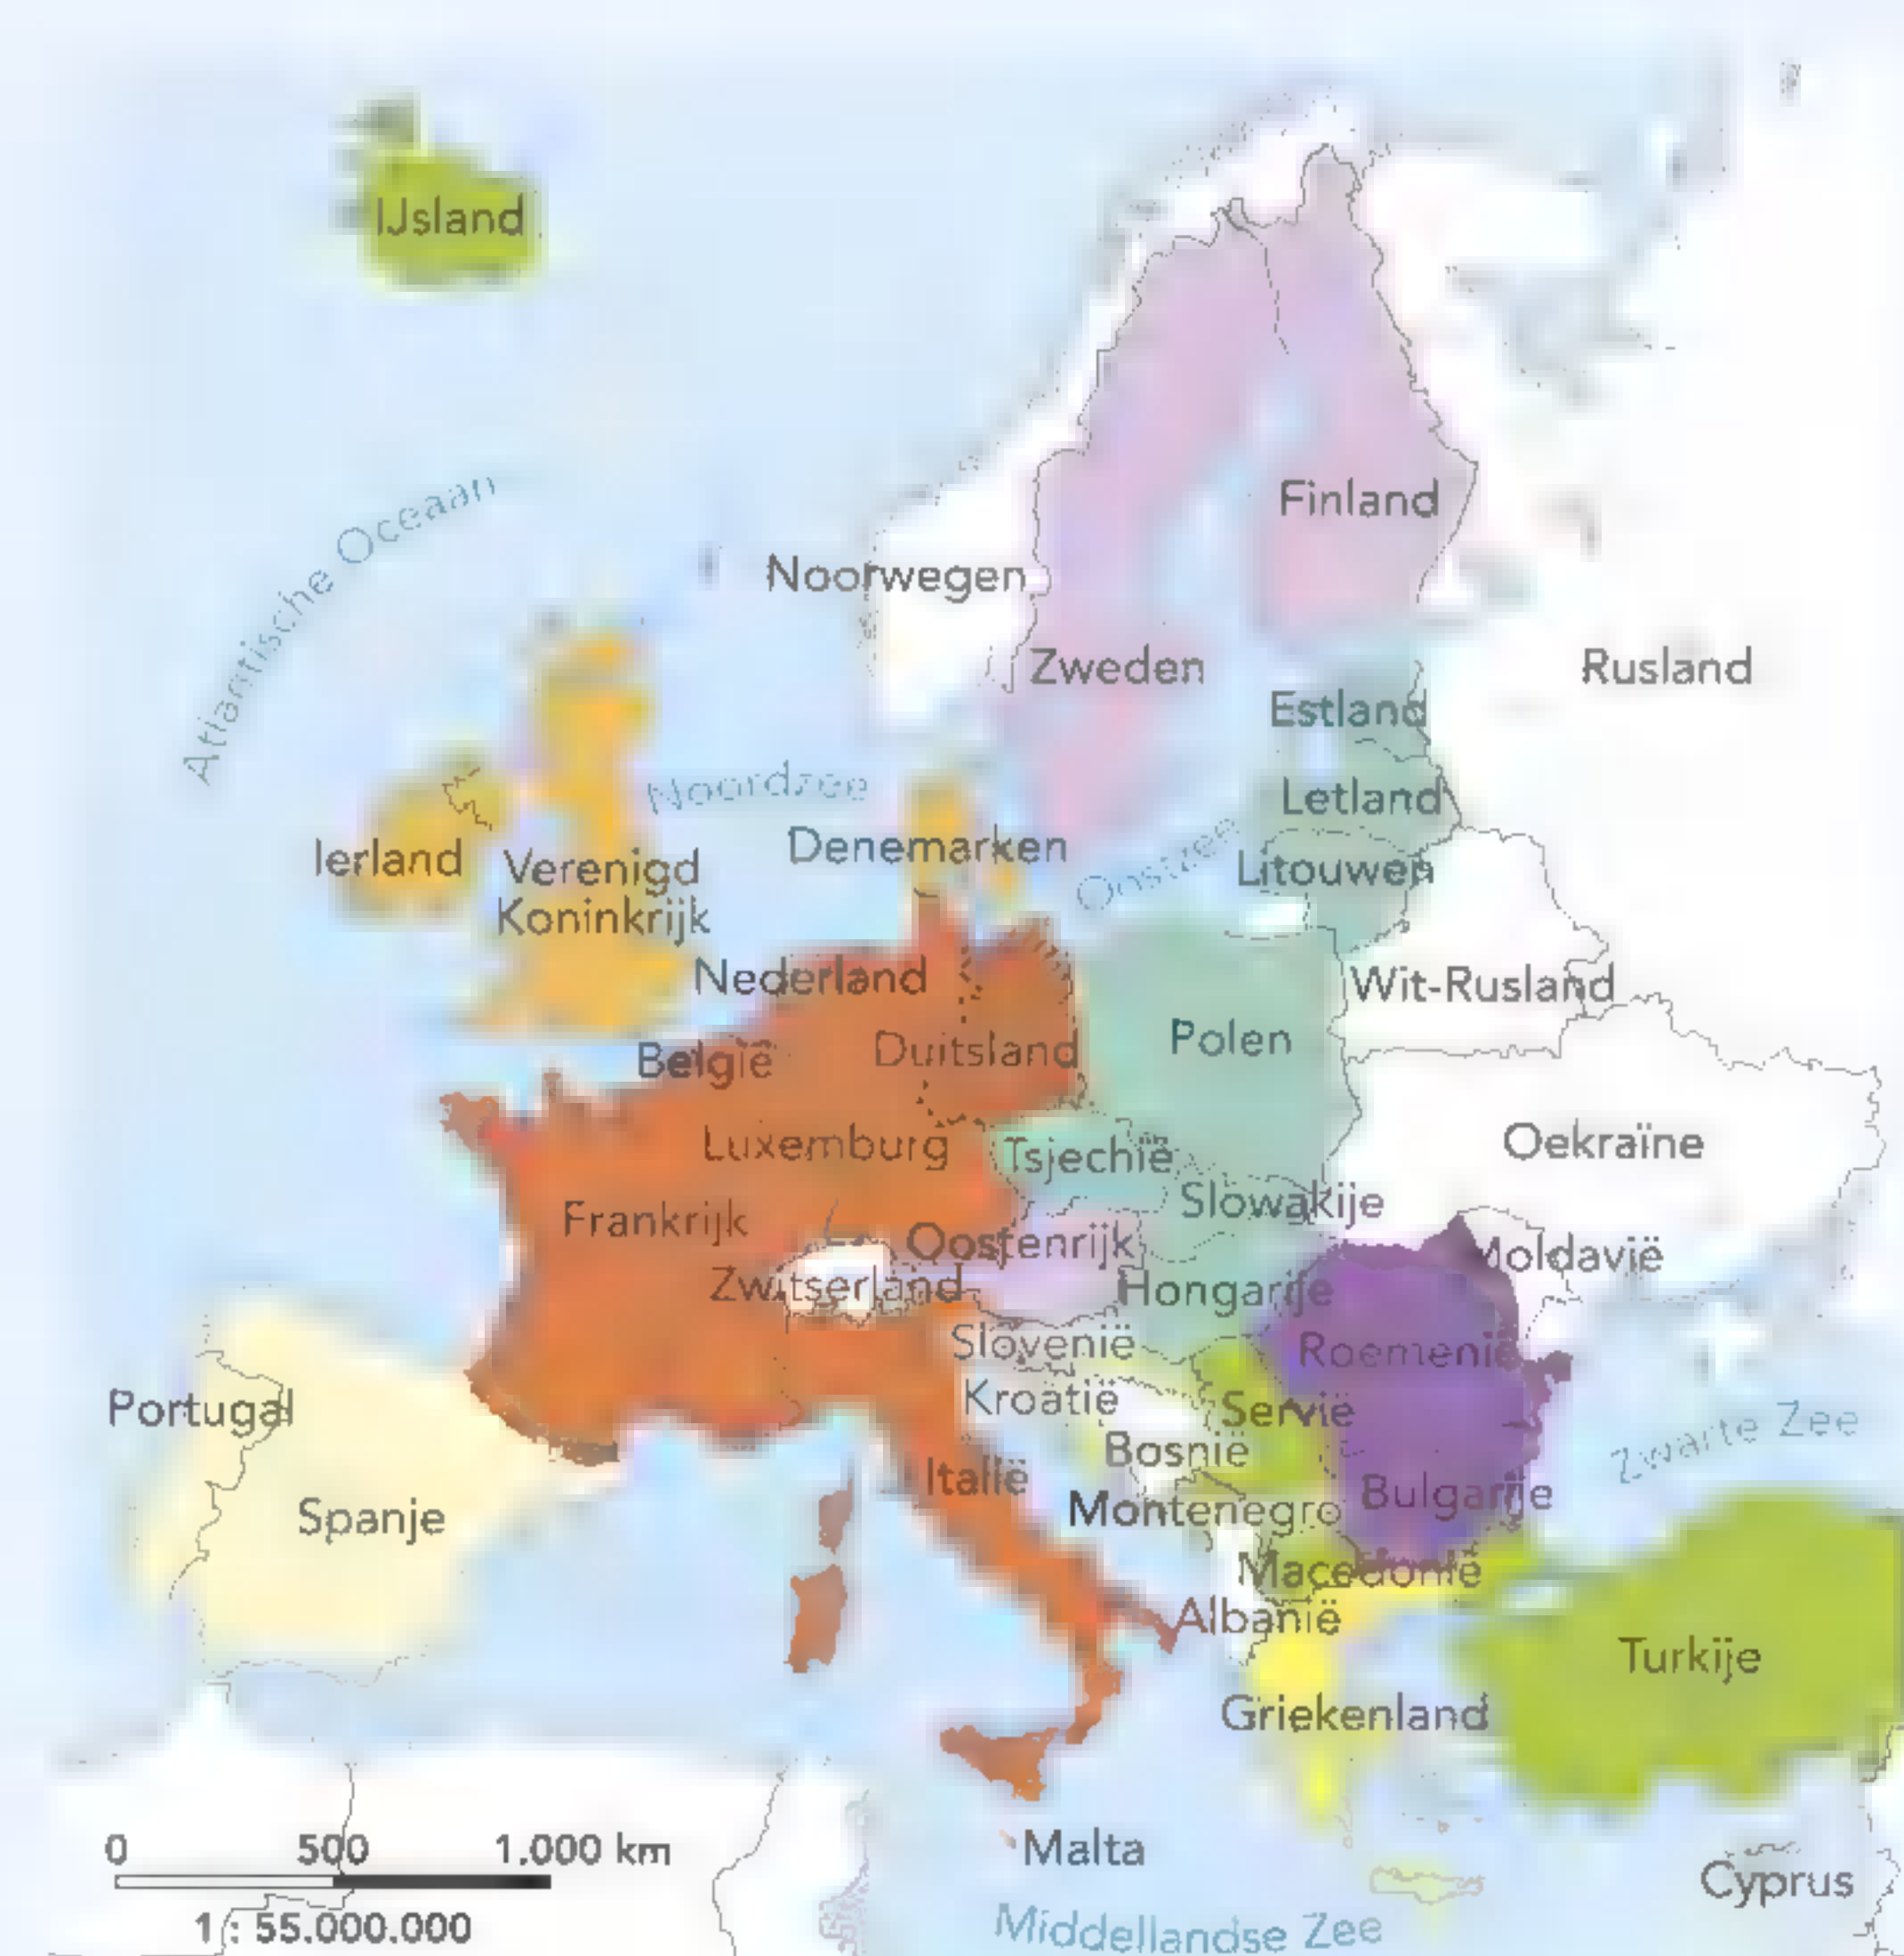 IJsland
Atlantische Oceaan
Finland
Noorwegen
Zweden
Rusland
Estland
Noordzee
Letland
Denemarken
Ierland
Verenigd
Koninkrijk
Oostzee
Litouwen
Nederland
Wit-Rusland
België
Duitsland
Polen
Luxemburg
Tsjechië
Oekraïne
Slowakije
Frankrijk
Oostenrijk
Moldavië
Zwitserland
Hongarije
Slovenië
Roemenië
Portugal
Kroatië
Servië
Zwarte Zee
Bosnië
Italië
Spanje
Montenegro
Bulgarije
Macedonië
Albanië
Turkije
Griekenland
Malta
Cyprus
0 500 1.000 km
1 : 55.000.000
Middellandse Zee